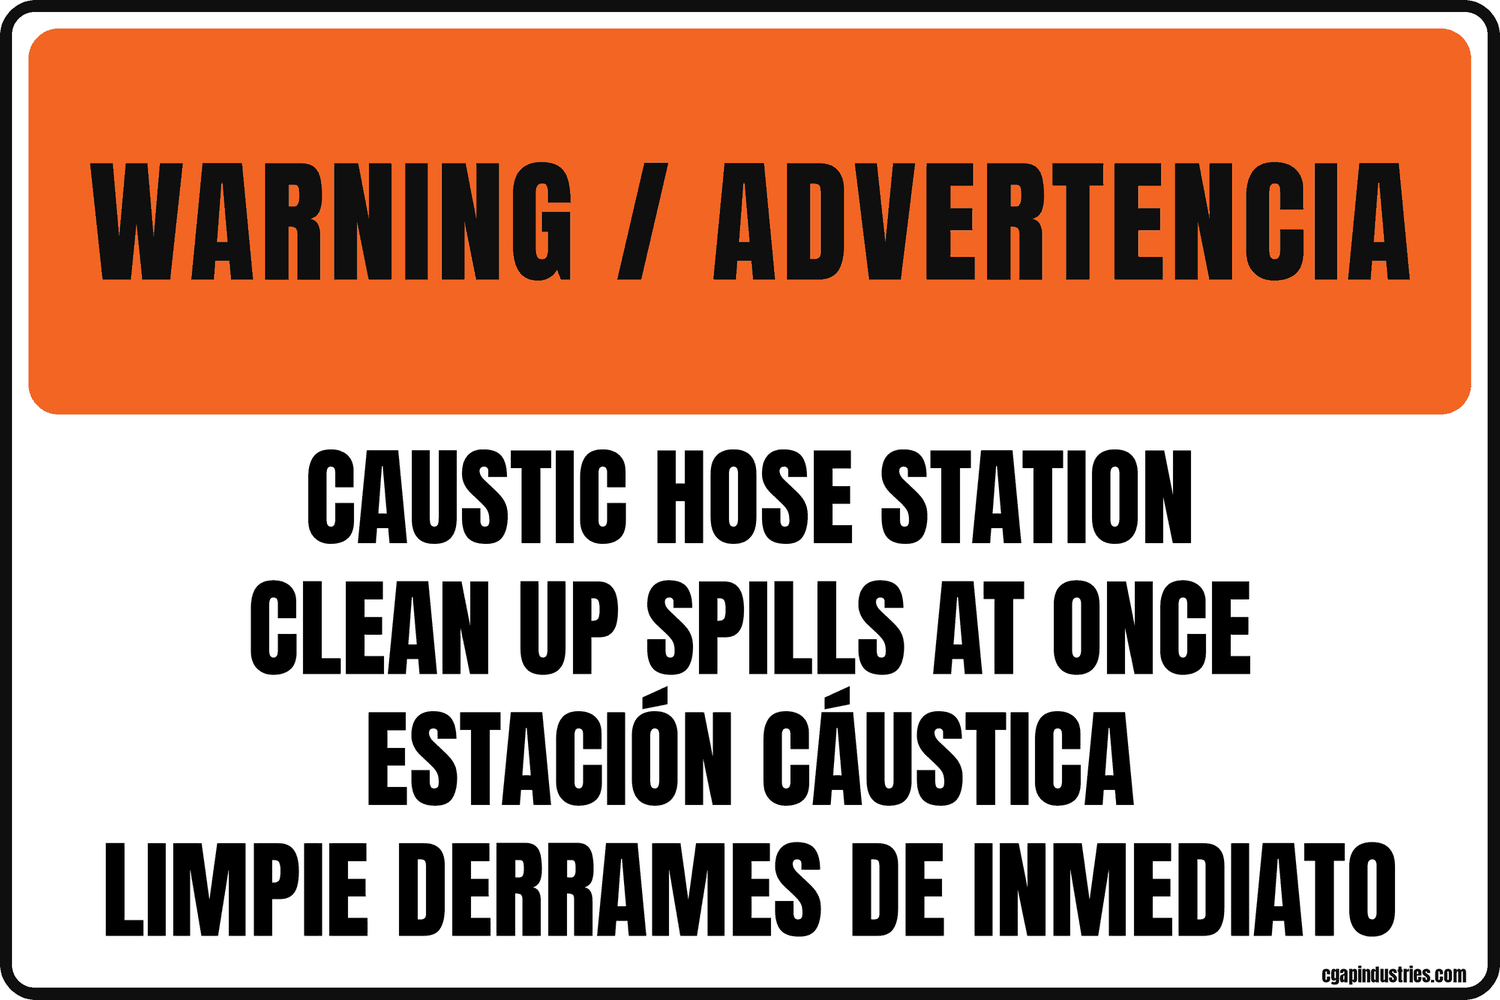 WARNING / ADVERTENCIA
CAUSTIC HOSE STATION
CLEAN UP SPILLS AT ONCE
ESTACIÓN CÁUSTICA
LIMPIE DERRAMES DE INMEDIATO
cgapindustries.com